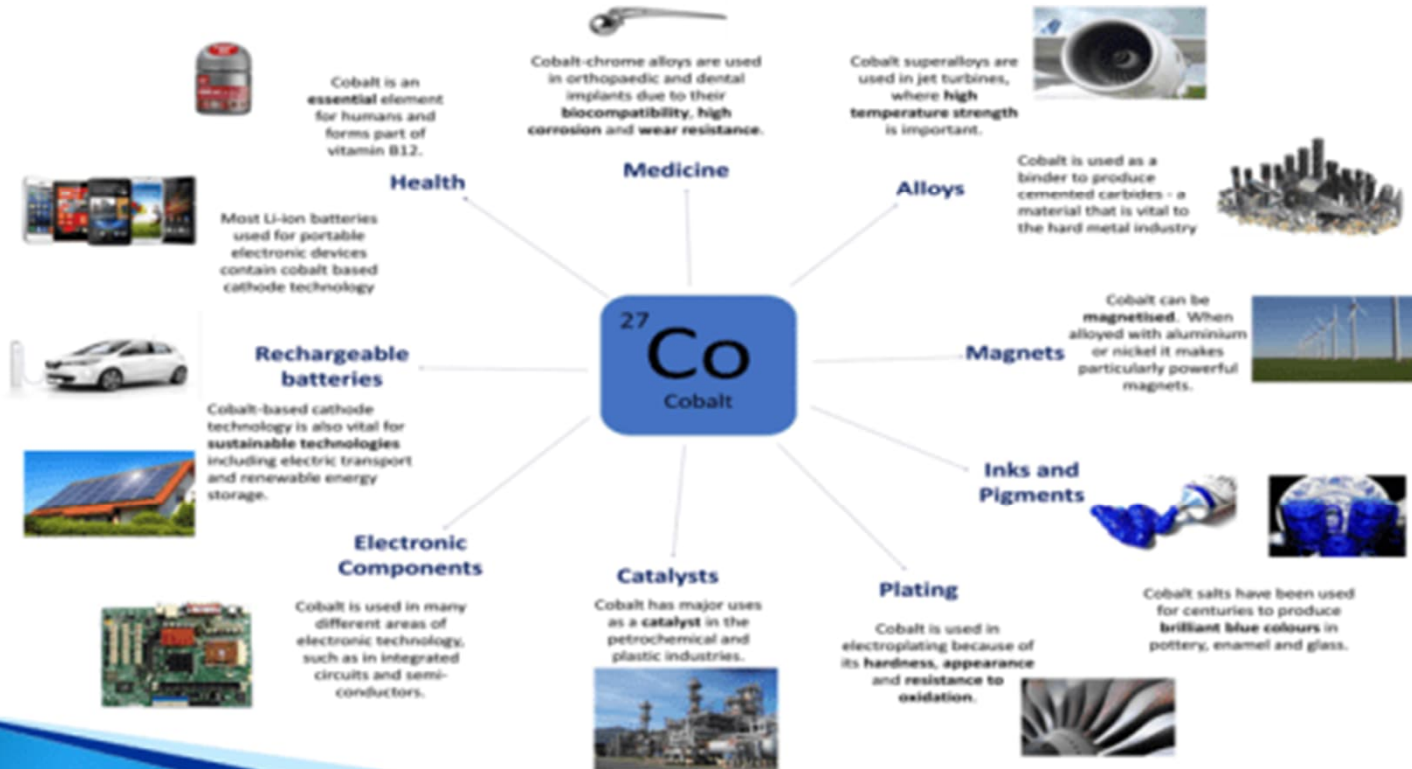 Cobalt is an
essential element
for humans and
forms part of
vitamin B12.
Health
Cobalt-chrome alloys are used
in orthopaedic and dental
implants due to their
biocompatibility, high
corrosion and wear resistance.
Medicine
Cobalt superalloys are
used in jet turbines,
where high
temperature strength
is important.
Alloys
Cobalt is used as a
binder to produce
cemented carbides - a
material that is vital to
the hard metal industry
Most Li-ion batteries
used for portable
electronic devices
contain cobalt based
cathode technology
Rechargeable
batteries
Cobalt-based cathode
technology is also vital for
sustainable technologies
including electric transport
and renewable energy
storage.
27
Co
Cobalt
Magnets
Cobalt can be
magnetised. When
alloyed with aluminium
or nickel it makes
particularly powerful
magnets.
Inks and
Pigments
Cobalt salts have been used
for centuries to produce
brilliant blue colours in
pottery, enamel and glass.
Electronic
Components
Cobalt is used in many
different areas of
electronic technology,
such as in integrated
circuits and semi-
conductors.
Catalysts
Cobalt has major uses
as a catalyst in the
petrochemical and
plastic industries.
Plating
Cobalt is used in
electroplating because of
its hardness, appearance
and resistance to
oxidation.